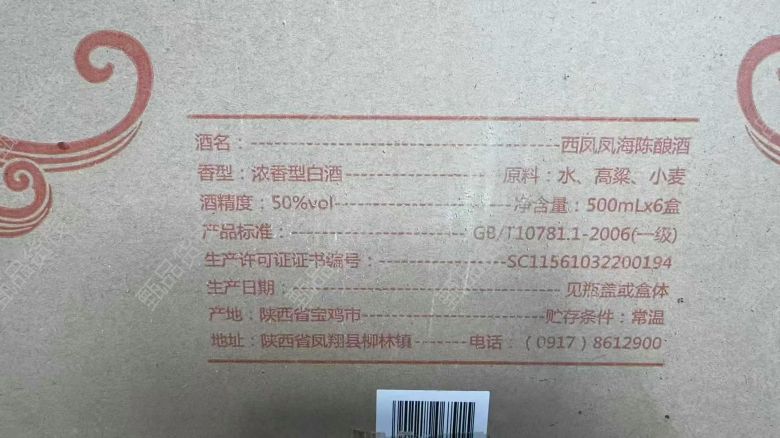 酒名：西凤凤海陈酿酒
香型：浓香型白酒 原料：水、高粱、小麦
酒精度：50%vol 净含量：500mLx6盒
产品标准：GB/T10781.1-2006(一级)
生产许可证证书编号：SC11561032200194
生产日期：见瓶盖或盒体
产地：陕西省宝鸡市 贮存条件：常温
地址：陕西省凤翔县柳林镇 电话：（0917）8612900